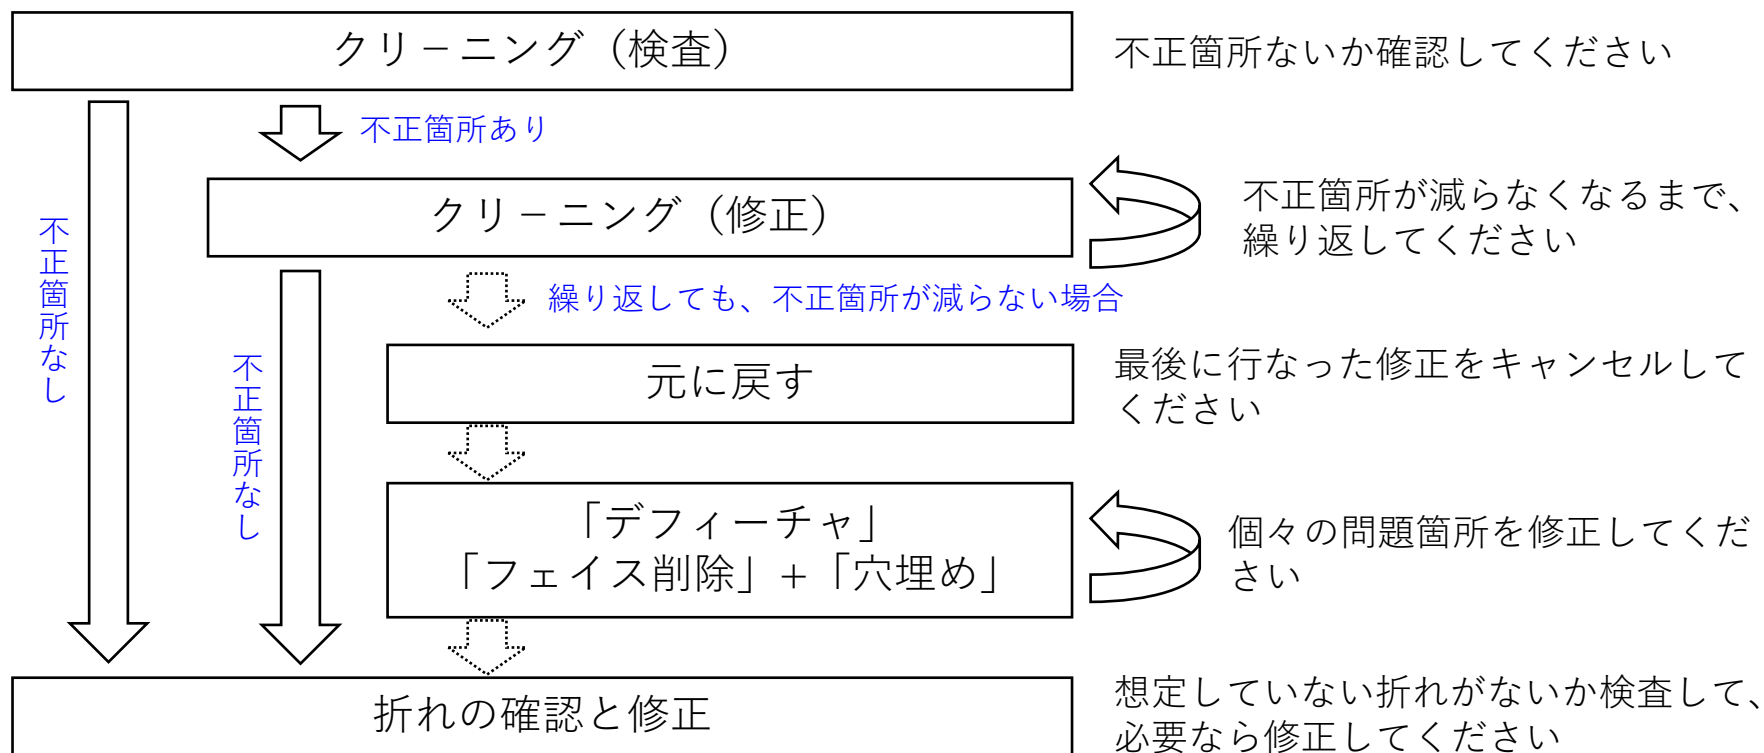 クリ－ニング（検査）
不正箇所ないか確認してください
不正箇所あり
クリ－ニング（修正）
不正箇所が減らなくなるまで、
繰り返してください
不正箇所なし
不正箇所なし
繰り返しても、不正箇所が減らない場合
元に戻す
最後に行なった修正をキャンセルして
ください
「デフィーチャ」
「フェイス削除」+「穴埋め」
個々の問題箇所を修正してくだ
さい
折れの確認と修正
想定していない折れがないか検査して、
必要なら修正してください